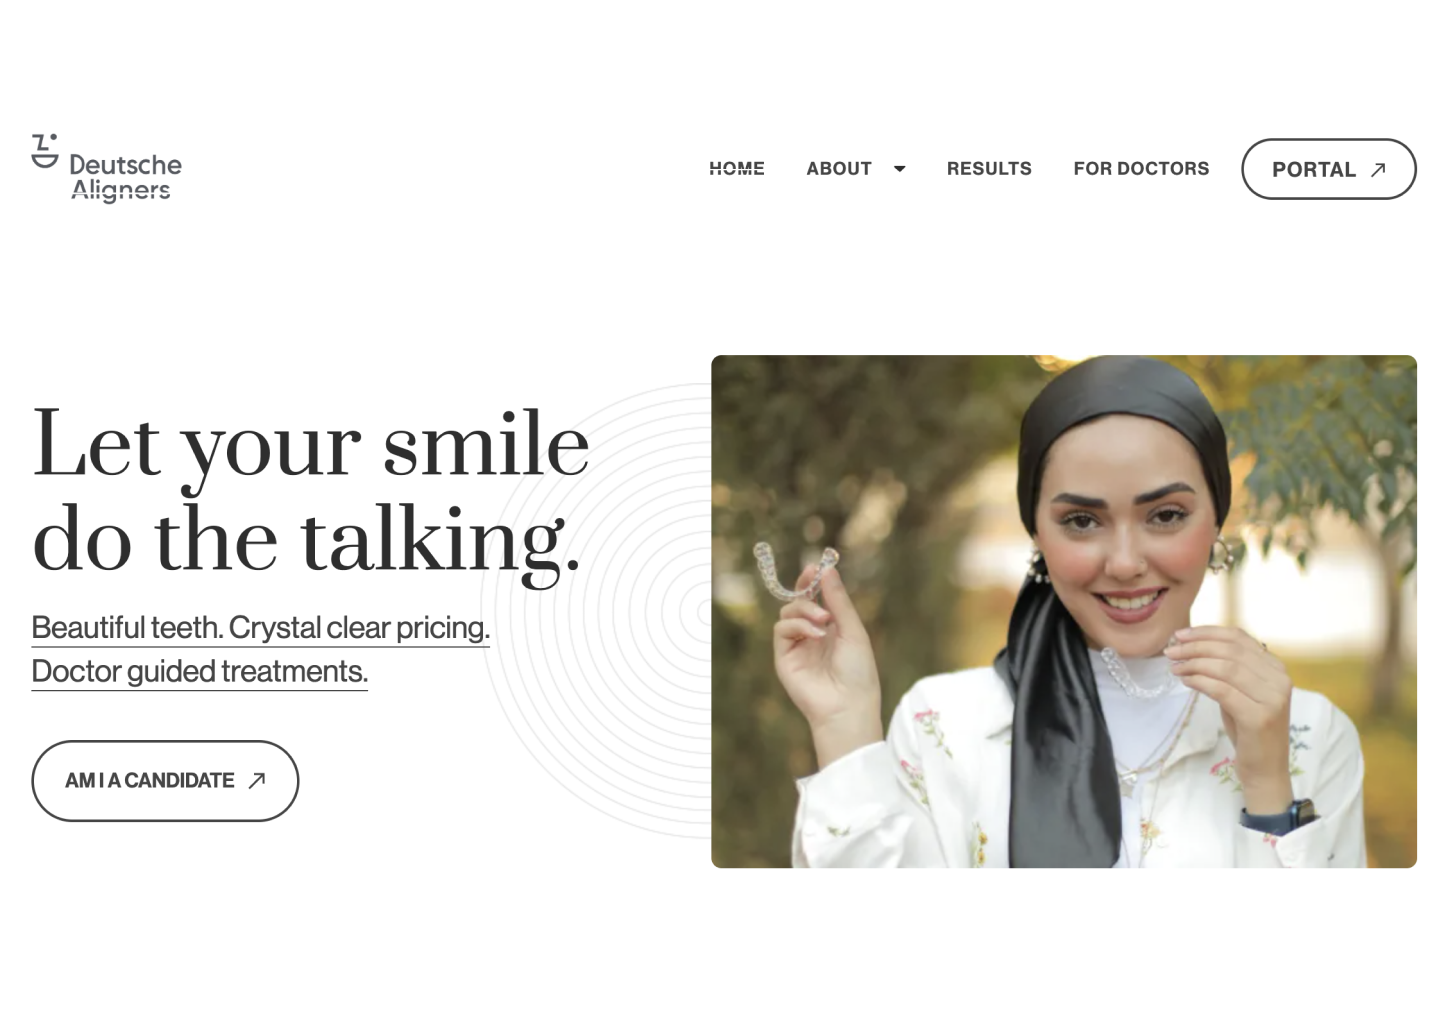 Deutsche
Aligners
HOME
ABOUT
RESULTS
FOR DOCTORS
PORTAL
Let your smile
do the talking.
Beautiful teeth. Crystal clear pricing.
Doctor guided treatments.
AM I A CANDIDATE